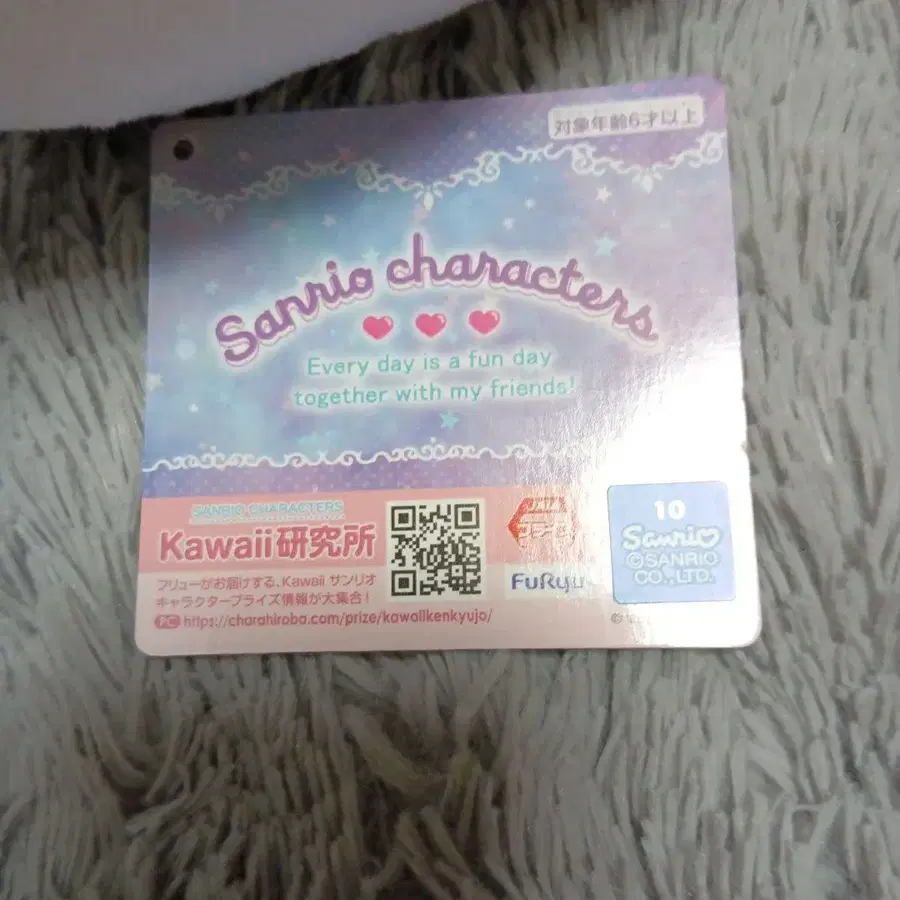 対象年齢6才以上
Sanrio characters
Every day is a fun day
together with my friends!
SANRIO CHARACTERS
Kawaii研究所
フリューがお届けする、Kawaii サンリオ
キャラクタープライズ情報が大集合!
PC https://charahiroba.com/prize/kawaiikenkyujo/
FuRyu
10
Sanrio
©SANRIO
CO., LTD.